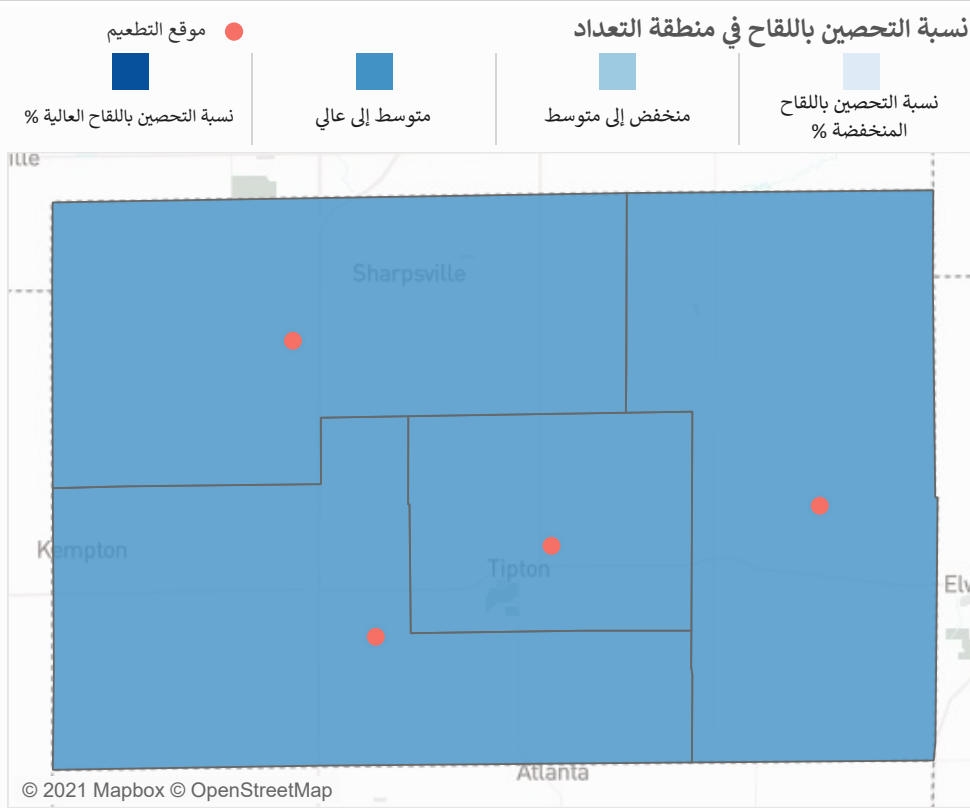 نسبة التحصين باللقاح في منطقة التعداد
موقع التطعيم
نسبة التحصين باللقاح
المنخفضة %
منخفض إلى متوسط
متوسط إلى عالي
نسبة التحصين باللقاح العالية %
ille
Sharpsville
Kempton
Tipton
Elw
Atlanta
© 2021 Mapbox © OpenStreetMap